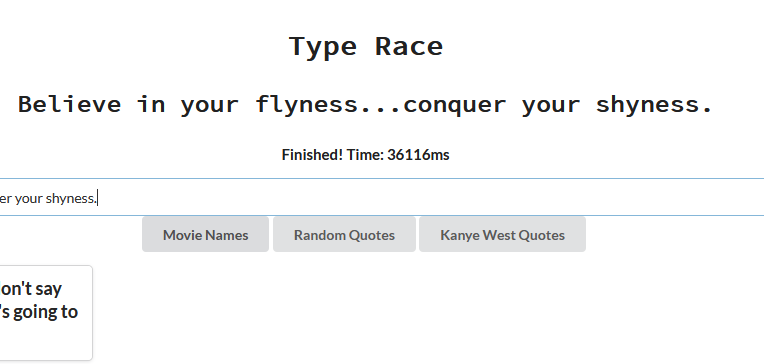 Type Race
Believe in your flyness...conquer your shyness.
Finished! Time: 36116ms
er your shyness.
Movie Names
Random Quotes
Kanye West Quotes
on't say
's going to